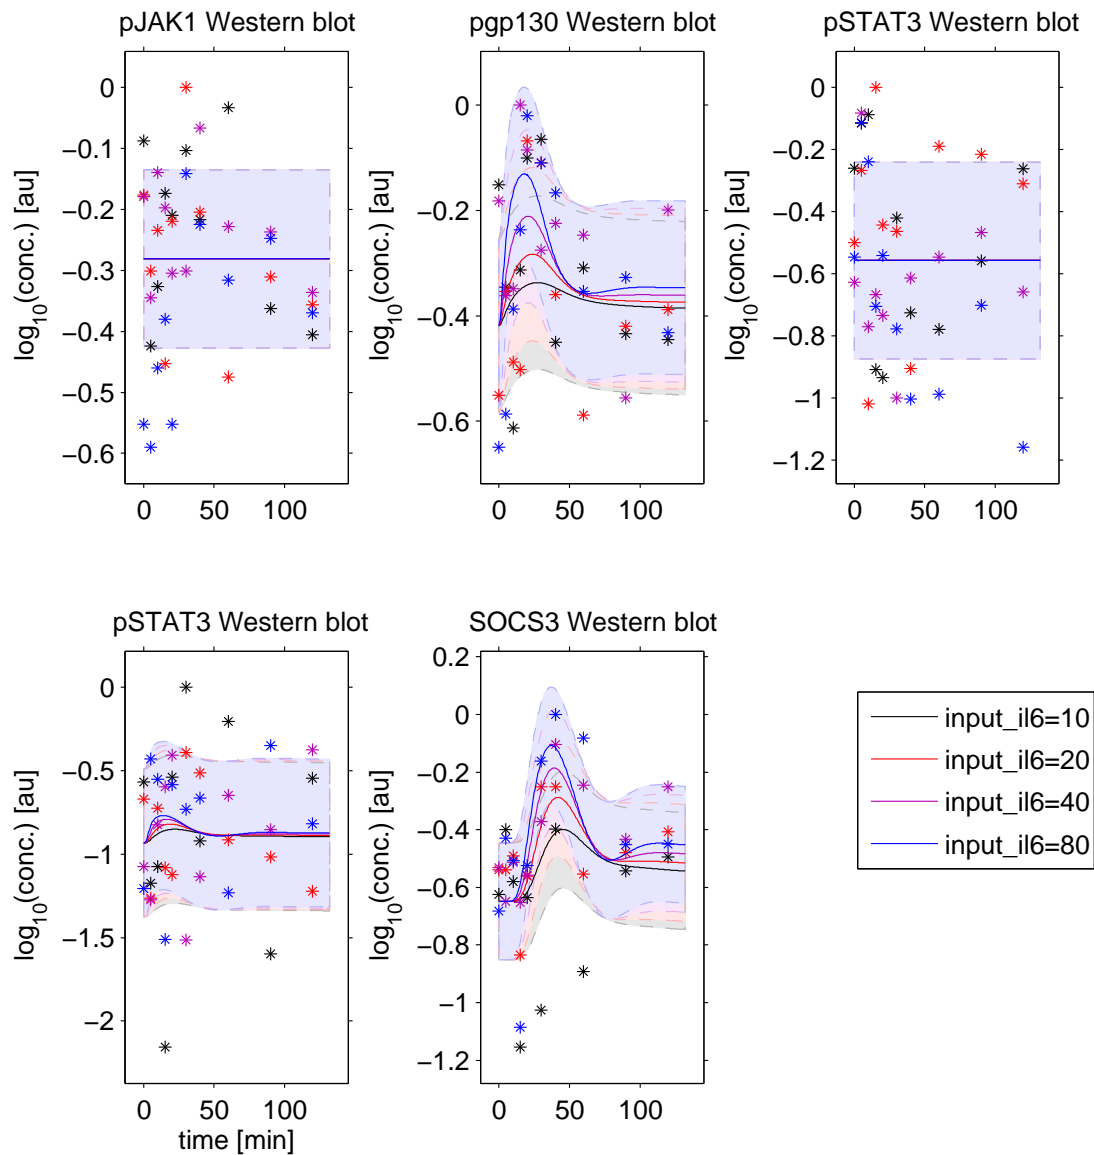 pJAK1 Western blot
pgp130 Western blot
pSTAT3 Western blot
log10(conc.) [au]
0
−0.1
−0.2
−0.3
−0.4
−0.5
−0.6
0 50 100
log10(conc.) [au]
0
−0.2
−0.4
−0.6
0 50 100
log10(conc.) [au]
0
−0.2
−0.4
−0.6
−0.8
−1
−1.2
0 50 100
pSTAT3 Western blot
SOCS3 Western blot
log10(conc.) [au]
0
−0.5
−1
−1.5
−2
0 50 100
time [min]
log10(conc.) [au]
0.2
0
−0.2
−0.4
−0.6
−0.8
−1
−1.2
0 50 100
input_il6=10
input_il6=20
input_il6=40
input_il6=80